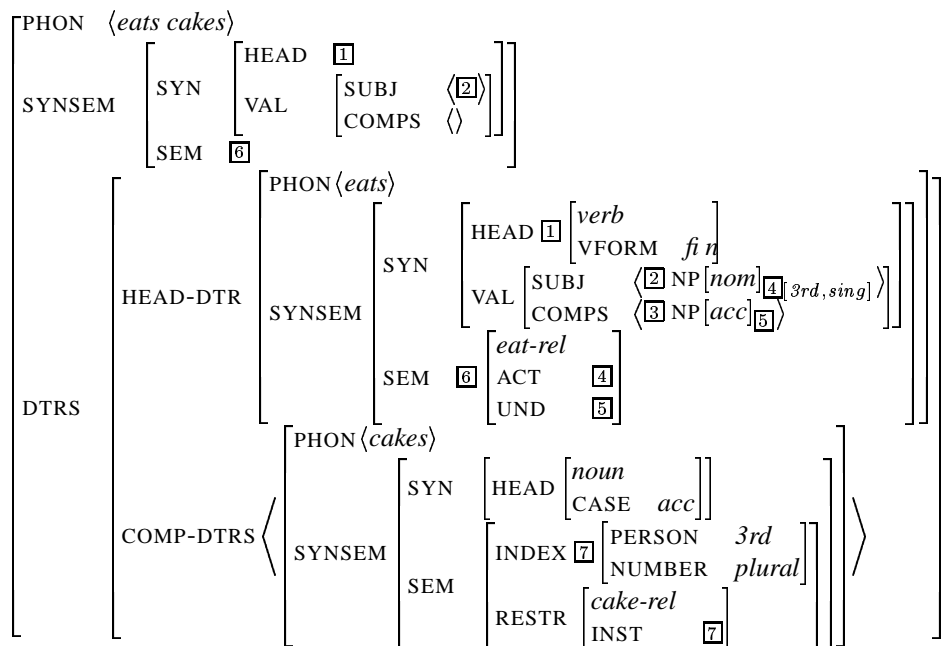 PHON ⟨eats cakes⟩
SYNSEM
SYN
HEAD 1
VAL
SUBJ ⟨2⟩
COMPS ⟨⟩
SEM 6
DTRS
HEAD-DTR
PHON⟨eats⟩
SYNSEM
SYN
HEAD 1
verb
VFORM fin
VAL
SUBJ ⟨2 NP[nom]4[3rd,sing]⟩
COMPS ⟨3 NP[acc]5⟩
SEM 6
eat-rel
ACT 4
UND 5
COMP-DTRS
PHON⟨cakes⟩
SYNSEM
SYN
HEAD
noun
CASE acc
SEM
INDEX 7
PERSON 3rd
NUMBER plural
RESTR
cake-rel
INST 7